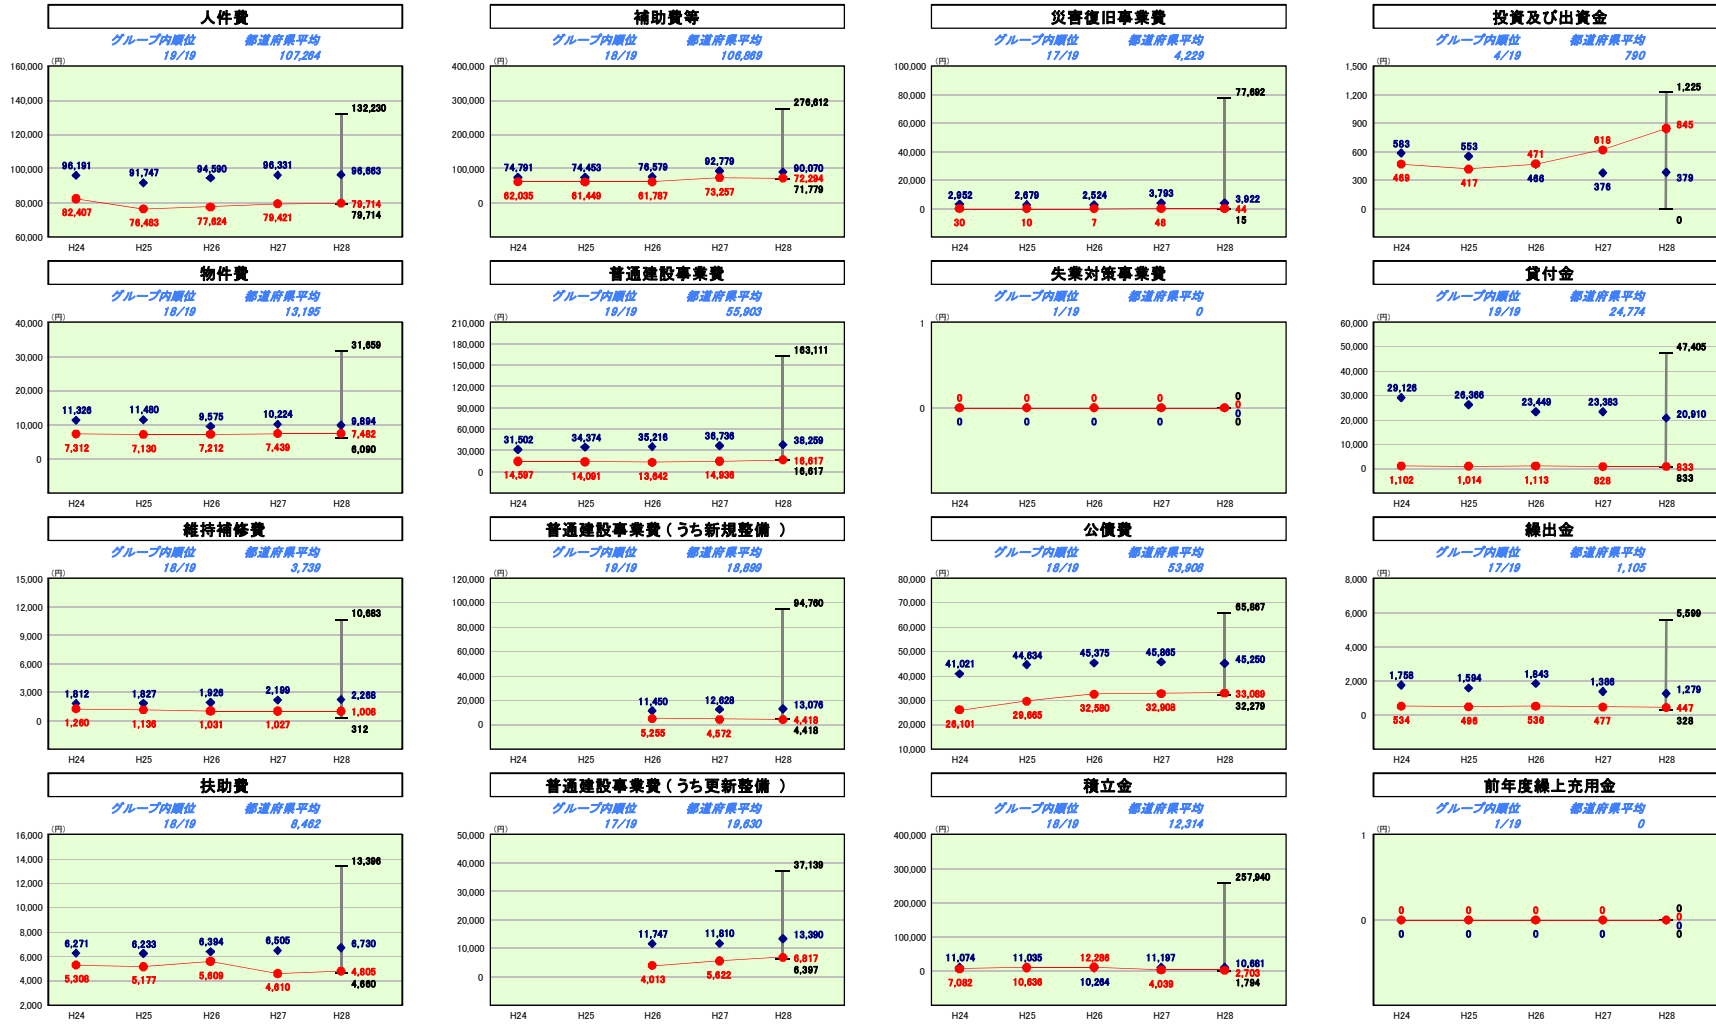 人件費
グループ内順位 都道府県平均
19/19 107,264
(円)
160,000
140,000
120,000
100,000
80,000
60,000
132,230
96,191 91,747 94,590 96,331 96,663
82,407 76,483 77,624 79,421 79,714
79,714
H24 H25 H26 H27 H28
補助費等
グループ内順位 都道府県平均
18/19 106,869
(円)
400,000
300,000
200,000
100,000
0
276,612
74,791 74,453 76,579 92,779 90,070
62,035 61,449 61,787 73,257 72,294
71,779
H24 H25 H26 H27 H28
災害復旧事業費
グループ内順位 都道府県平均
17/19 4,229
(円)
100,000
80,000
60,000
40,000
20,000
0
77,692
2,952 2,679 2,524 3,793 3,922
30 10 7 48 44
15
H24 H25 H26 H27 H28
投資及び出資金
グループ内順位 都道府県平均
4/19 790
(円)
1,500
1,200
900
600
300
0
1,225
583 553 471 618 845
469 417 466 376 379
0
H24 H25 H26 H27 H28
物件費
グループ内順位 都道府県平均
18/19 13,195
(円)
40,000
30,000
20,000
10,000
0
31,659
11,326 11,480 9,575 10,224 9,894
7,312 7,130 7,212 7,439 7,482
6,090
H24 H25 H26 H27 H28
普通建設事業費
グループ内順位 都道府県平均
19/19 55,903
(円)
210,000
180,000
150,000
120,000
90,000
60,000
30,000
0
163,111
31,502 34,374 35,216 36,736 38,259
14,597 14,091 13,642 14,936 16,617
16,617
H24 H25 H26 H27 H28
失業対策事業費
グループ内順位 都道府県平均
1/19 0
(円)
1
0
0
0 0 0 0 0
0 0 0 0 0
0
H24 H25 H26 H27 H28
貸付金
グループ内順位 都道府県平均
19/19 24,774
(円)
60,000
50,000
40,000
30,000
20,000
10,000
0
47,405
29,126 26,366 23,449 23,383 20,910
1,102 1,014 1,113 828 833
833
H24 H25 H26 H27 H28
維持補修費
グループ内順位 都道府県平均
18/19 3,739
(円)
15,000
12,000
9,000
6,000
3,000
0
10,683
1,812 1,827 1,926 2,199 2,268
1,260 1,136 1,031 1,027 1,008
312
H24 H25 H26 H27 H28
普通建設事業費 ( うち新規整備 )
グループ内順位 都道府県平均
19/19 18,899
(円)
120,000
100,000
80,000
60,000
40,000
20,000
0
94,760
11,450 12,628 13,076
5,255 4,572 4,418
4,418
H24 H25 H26 H27 H28
公債費
グループ内順位 都道府県平均
18/19 53,908
(円)
80,000
70,000
60,000
50,000
40,000
30,000
20,000
10,000
65,867
41,021 44,634 45,375 45,865 45,250
26,101 29,665 32,580 32,908 33,089
32,279
H24 H25 H26 H27 H28
繰出金
グループ内順位 都道府県平均
17/19 1,105
(円)
8,000
6,000
4,000
2,000
0
5,599
1,758 1,594 1,843 1,386 1,279
534 496 536 477 447
328
H24 H25 H26 H27 H28
扶助費
グループ内順位 都道府県平均
18/19 8,462
(円)
16,000
14,000
12,000
10,000
8,000
6,000
4,000
2,000
13,396
6,271 6,233 6,394 6,505 6,730
5,308 5,177 5,609 4,610 4,805
4,660
H24 H25 H26 H27 H28
普通建設事業費 ( うち更新整備 )
グループ内順位 都道府県平均
17/19 19,630
(円)
50,000
40,000
30,000
20,000
10,000
0
37,139
11,747 11,810 13,390
4,013 5,622 6,817
6,397
H24 H25 H26 H27 H28
積立金
グループ内順位 都道府県平均
18/19 12,314
(円)
400,000
300,000
200,000
100,000
0
257,940
11,074 11,035 12,286 11,197 10,681
7,082 10,636 10,264 4,039 2,703
1,794
H24 H25 H26 H27 H28
前年度繰上充用金
グループ内順位 都道府県平均
1/19 0
(円)
1
0
0
0 0 0 0 0
0 0 0 0 0
0
H24 H25 H26 H27 H28